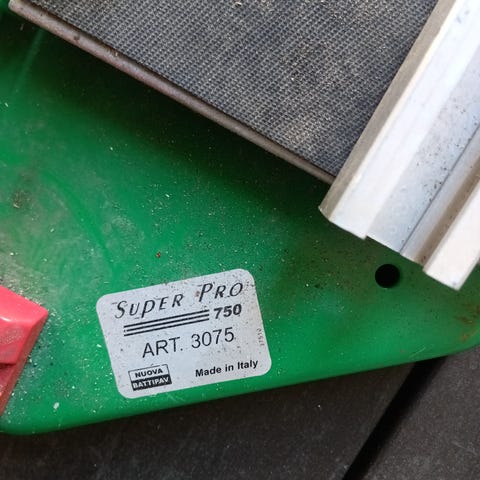 SUPER PRO
750
ART. 3075
NUOVA
BATTIPAV
Made in Italy